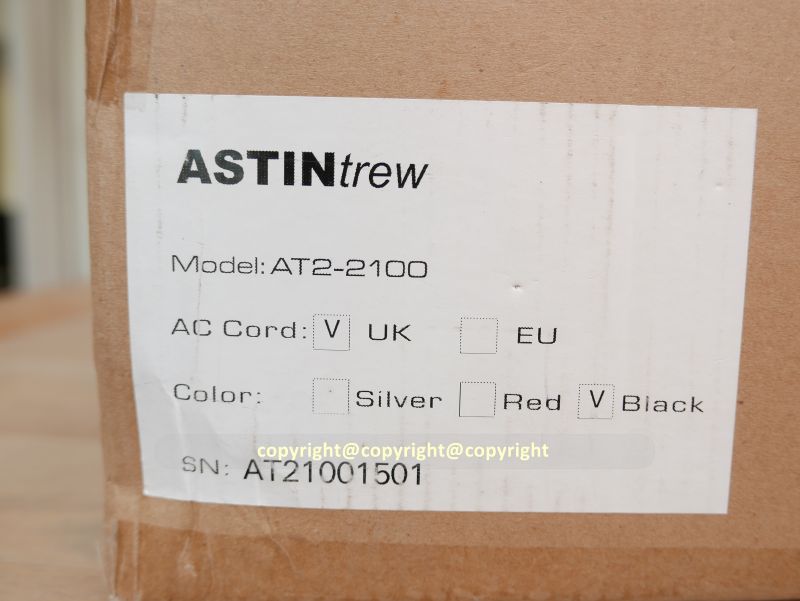 ASTINtrew
Model: AT2-2100
AC Cord: V UK EU
Color: Silver Red V Black
copyright@copyright@copyright
SN: AT21001501